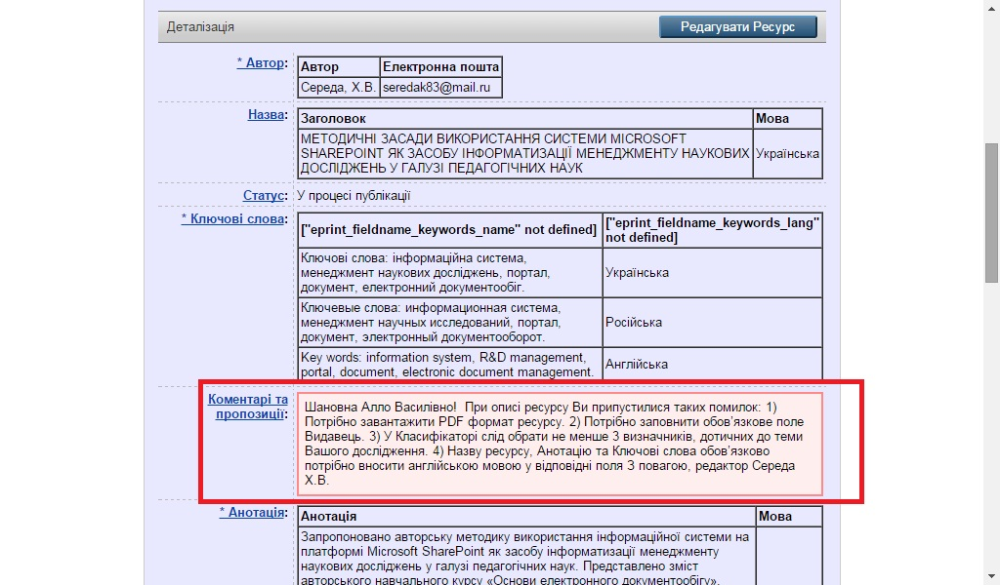 Деталізація
Редагувати Ресурс
* Автор:
Автор Електронна пошта
Середа, Х.В. seredak83@mail.ru
Назва:
Заголовок Мова
МЕТОДИЧНІ ЗАСАДИ ВИКОРИСТАННЯ СИСТЕМИ MICROSOFT
SHAREPOINT ЯК ЗАСОБУ ІНФОРМАТИЗАЦІЇ МЕНЕДЖМЕНТУ НАУКОВИХ
ДОСЛІДЖЕНЬ У ГАЛУЗІ ПЕДАГОГІЧНИХ НАУК
Українська
Статус:
У процесі публікації
* Ключові слова:
["eprint_fieldname_keywords_name" not defined]
["eprint_fieldname_keywords_lang"
not defined]
Ключові слова: інформаційна система,
менеджмент наукових досліджень, портал,
документ, електронний документообіг.
Українська
Ключевые слова: информационная система,
менеджмент научных исследований, портал,
документ, электронный документооборот.
Російська
Key words: information system, R&D management,
portal, document, electronic document management.
Англійська
Коментарі та
пропозиції:
Шановна Алло Василівно! При описі ресурсу Ви припустилися таких помилок: 1)
Потрібно завантажити PDF формат ресурсу. 2) Потрібно заповнити обов'язкове поле
Видавець. 3) У Класифікаторі слід обрати не менше 3 визначників, дотичних до теми
Вашого дослідження. 4) Назву ресурсу, Анотацію та Ключові слова обов'язково
потрібно вносити англійською мовою у відповідні поля З повагою, редактор Середа
Х.В.
* Анотація:
Анотація Мова
Запропоновано авторську методику використання інформаційної системи на
платформі Microsoft SharePoint як засобу інформатизації менеджменту
наукових досліджень у галузі педагогічних наук. Представлено зміст
авторського навчального курсу «Основи електронного документообігу».